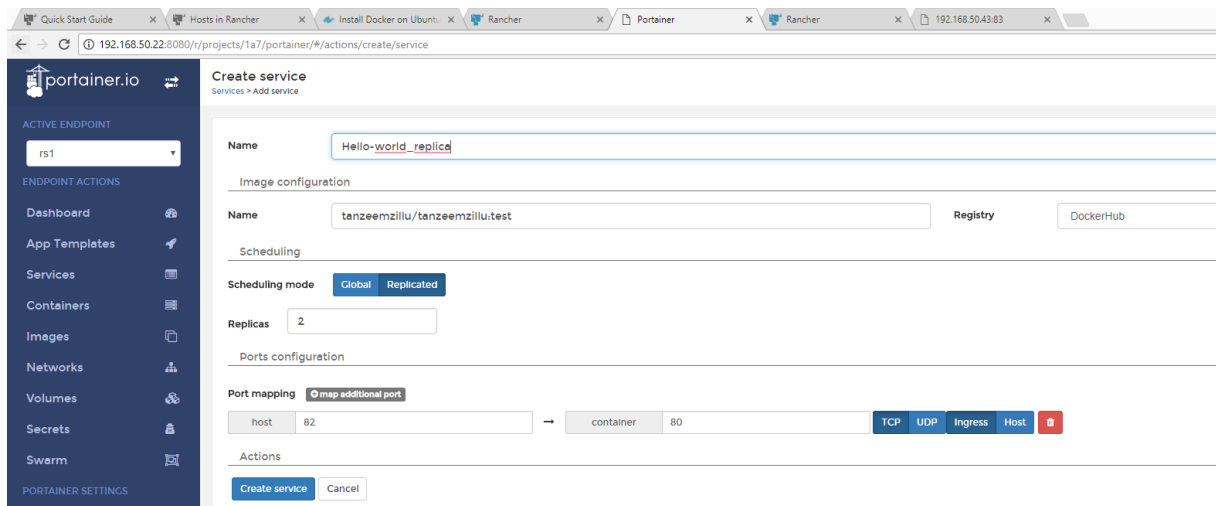 Quick Start Guide Hosts in Rancher Install Docker on Ubuntu Rancher Portainer Rancher 192.168.50.43:83
192.168.50.22:8080/r/projects/1a7/portainer/#/actions/create/service
portainer.io
Create service
Services > Add service
ACTIVE ENDPOINT
rs1
ENDPOINT ACTIONS
Dashboard
App Templates
Services
Containers
Images
Networks
Volumes
Secrets
Swarm
PORTAINER SETTINGS
Name Hello-world_replica
Image configuration
Name tanzeemzillu/tanzeemzillu:test Registry DockerHub
Scheduling
Scheduling mode Global Replicated
Replicas 2
Ports configuration
Port mapping map additional port
host 82 → container 80 TCP UDP Ingress Host
Actions
Create service Cancel